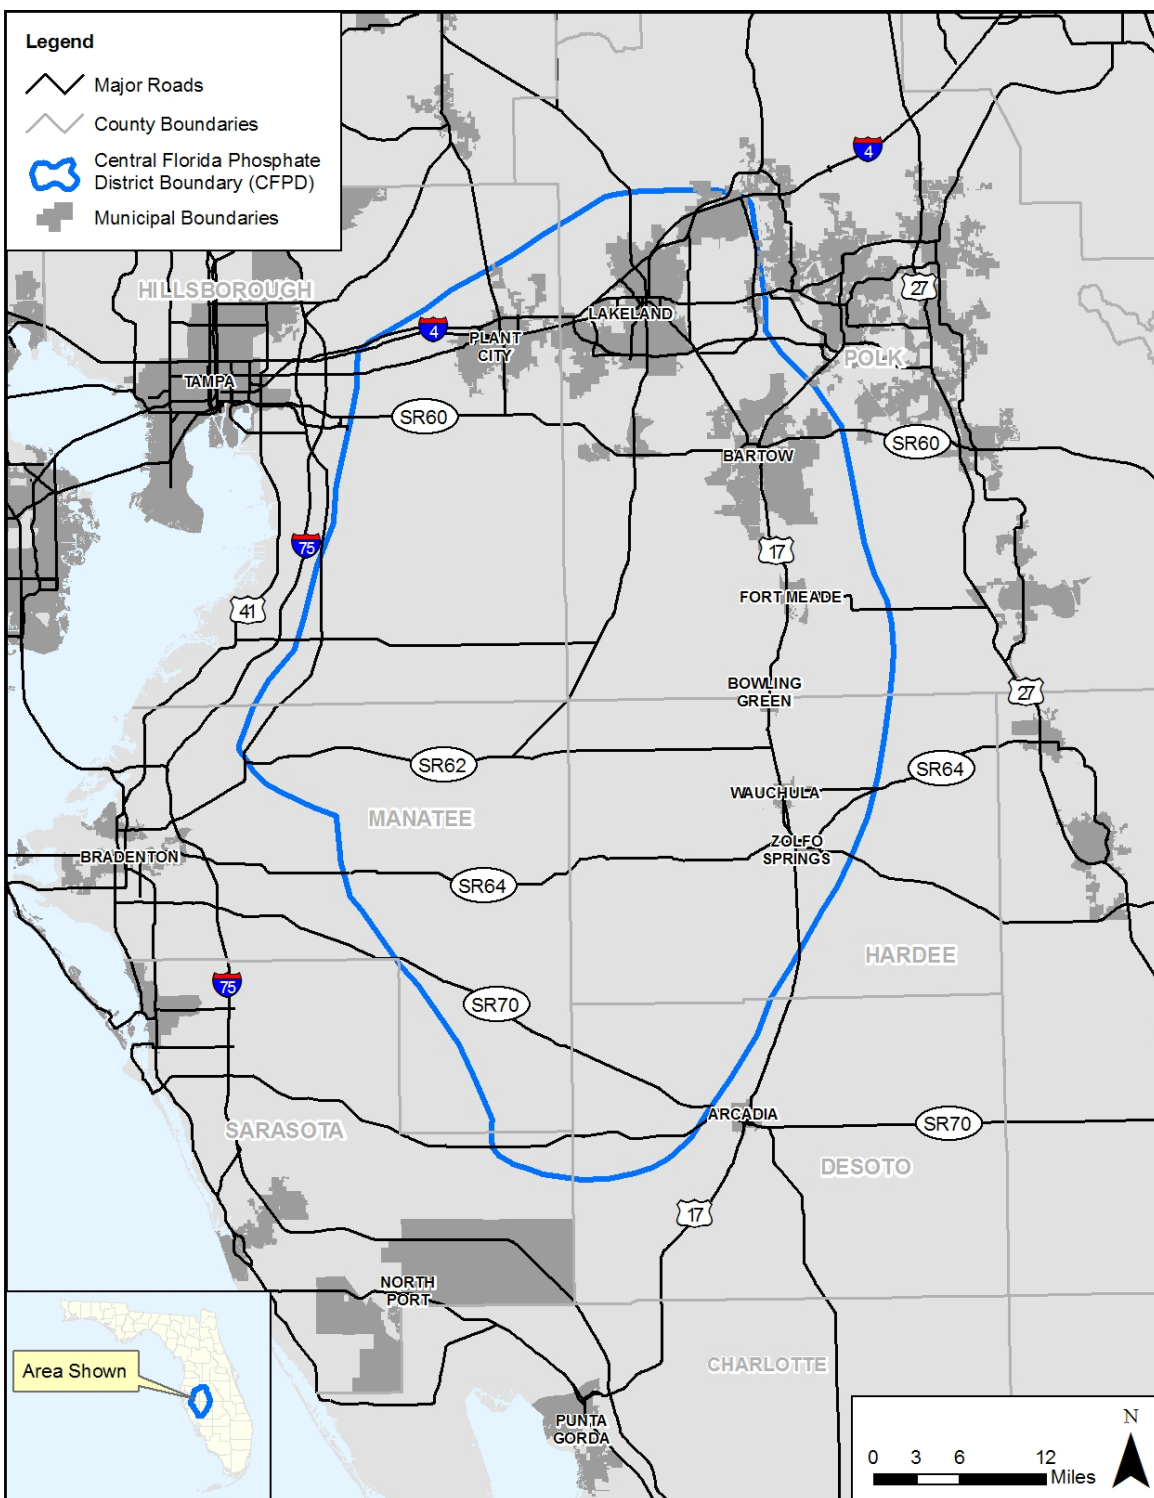 Legend
Major Roads
County Boundaries
Central Florida Phosphate
District Boundary (CFPD)
Municipal Boundaries
4
HILLSBOROUGH
27
LAKELAND
4
PLANT
CITY
POLK
TAMPA
SR60
SR60
BARTOW
75
17
41
FORT MEADE
BOWLING
GREEN
27
SR62
SR64
WAUCHULA
MANATEE
ZOLFO
SPRINGS
BRADENTON
SR64
HARDEE
75
SR70
ARCADIA
SR70
SARASOTA
DESOTO
17
NORTH
PORT
Area Shown
CHARLOTTE
PUNTA
GORDA
N
0 3 6 12
Miles